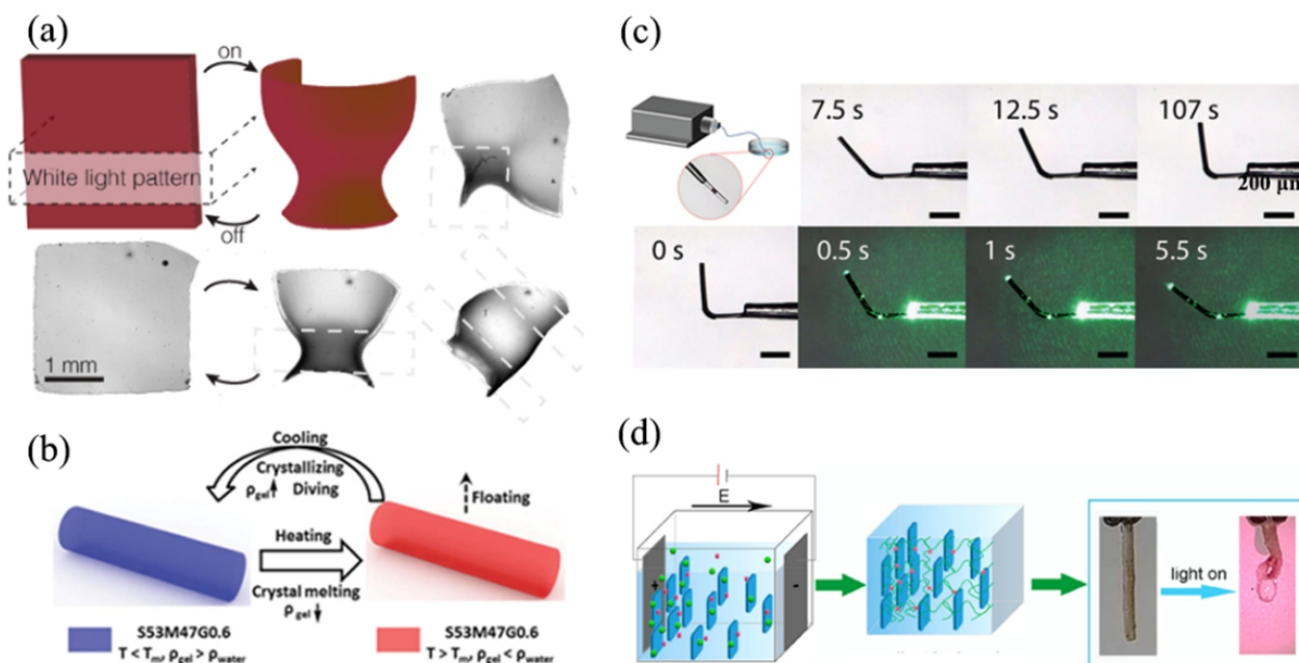 (a)
on
White light pattern
off
1 mm
(c)
7.5 s
12.5 s
107 s
200 μm
0 s
0.5 s
1 s
5.5 s
(b)
Cooling
Crystallizing
ρgel↑ Diving
Floating
Heating
Crystal melting
ρgel↓
S53M47G0.6
T < Tm, ρgel > ρwater
S53M47G0.6
T > Tm, ρgel < ρwater
(d)
E
+
-
light on